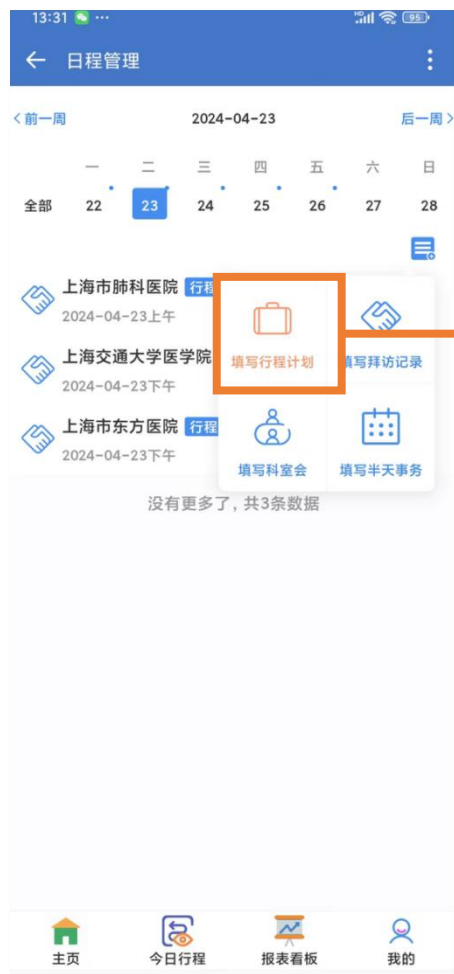 13:31 ... 95
日程管理
前一周 2024-04-23 后一周
一 二 三 四 五 六 日
全部 22 23 24 25 26 27 28
上海市肺科医院 行程
2024-04-23上午
上海交通大学医学院
2024-04-23下午
上海市东方医院 行程
2024-04-23下午
填写行程计划 填写拜访记录
填写科室会 填写半天事务
没有更多了，共3条数据
主页 今日行程 报表看板 我的